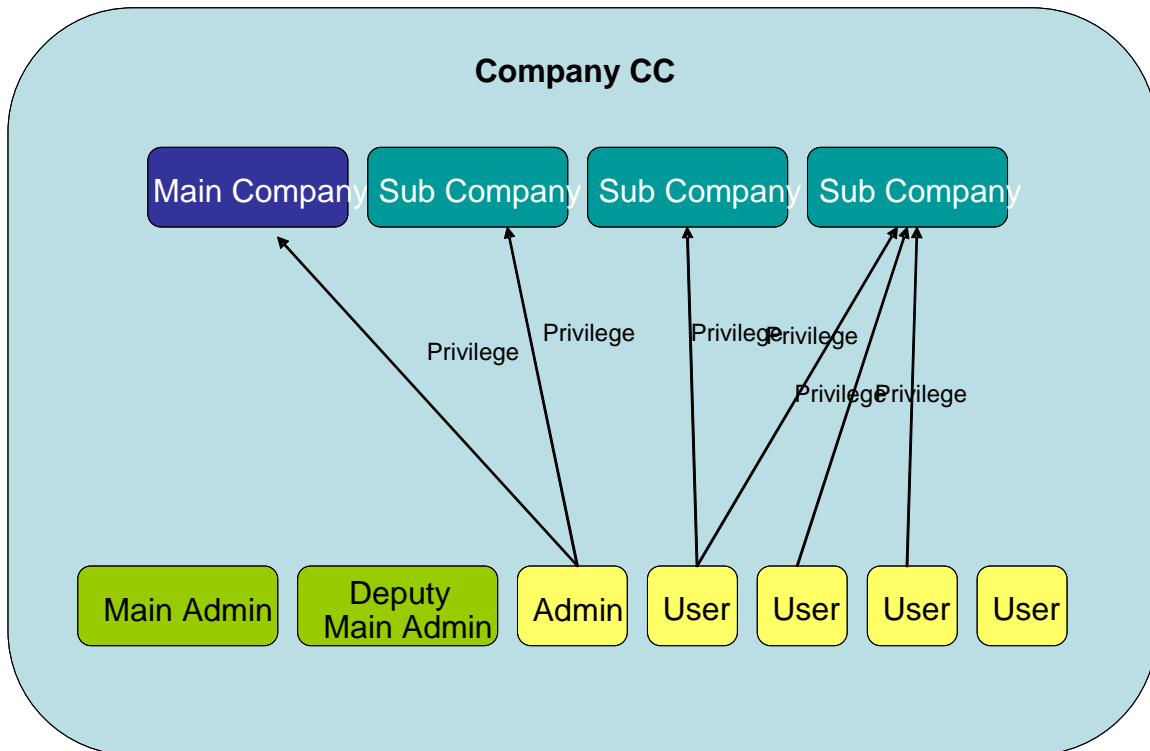 Company CC
Main Company
Sub Company
Sub Company
Sub Company
Privilege
Privilege
Privilege
Privilege
Privilege
Privilege
Main Admin
Deputy
Main Admin
Admin
User
User
User
User